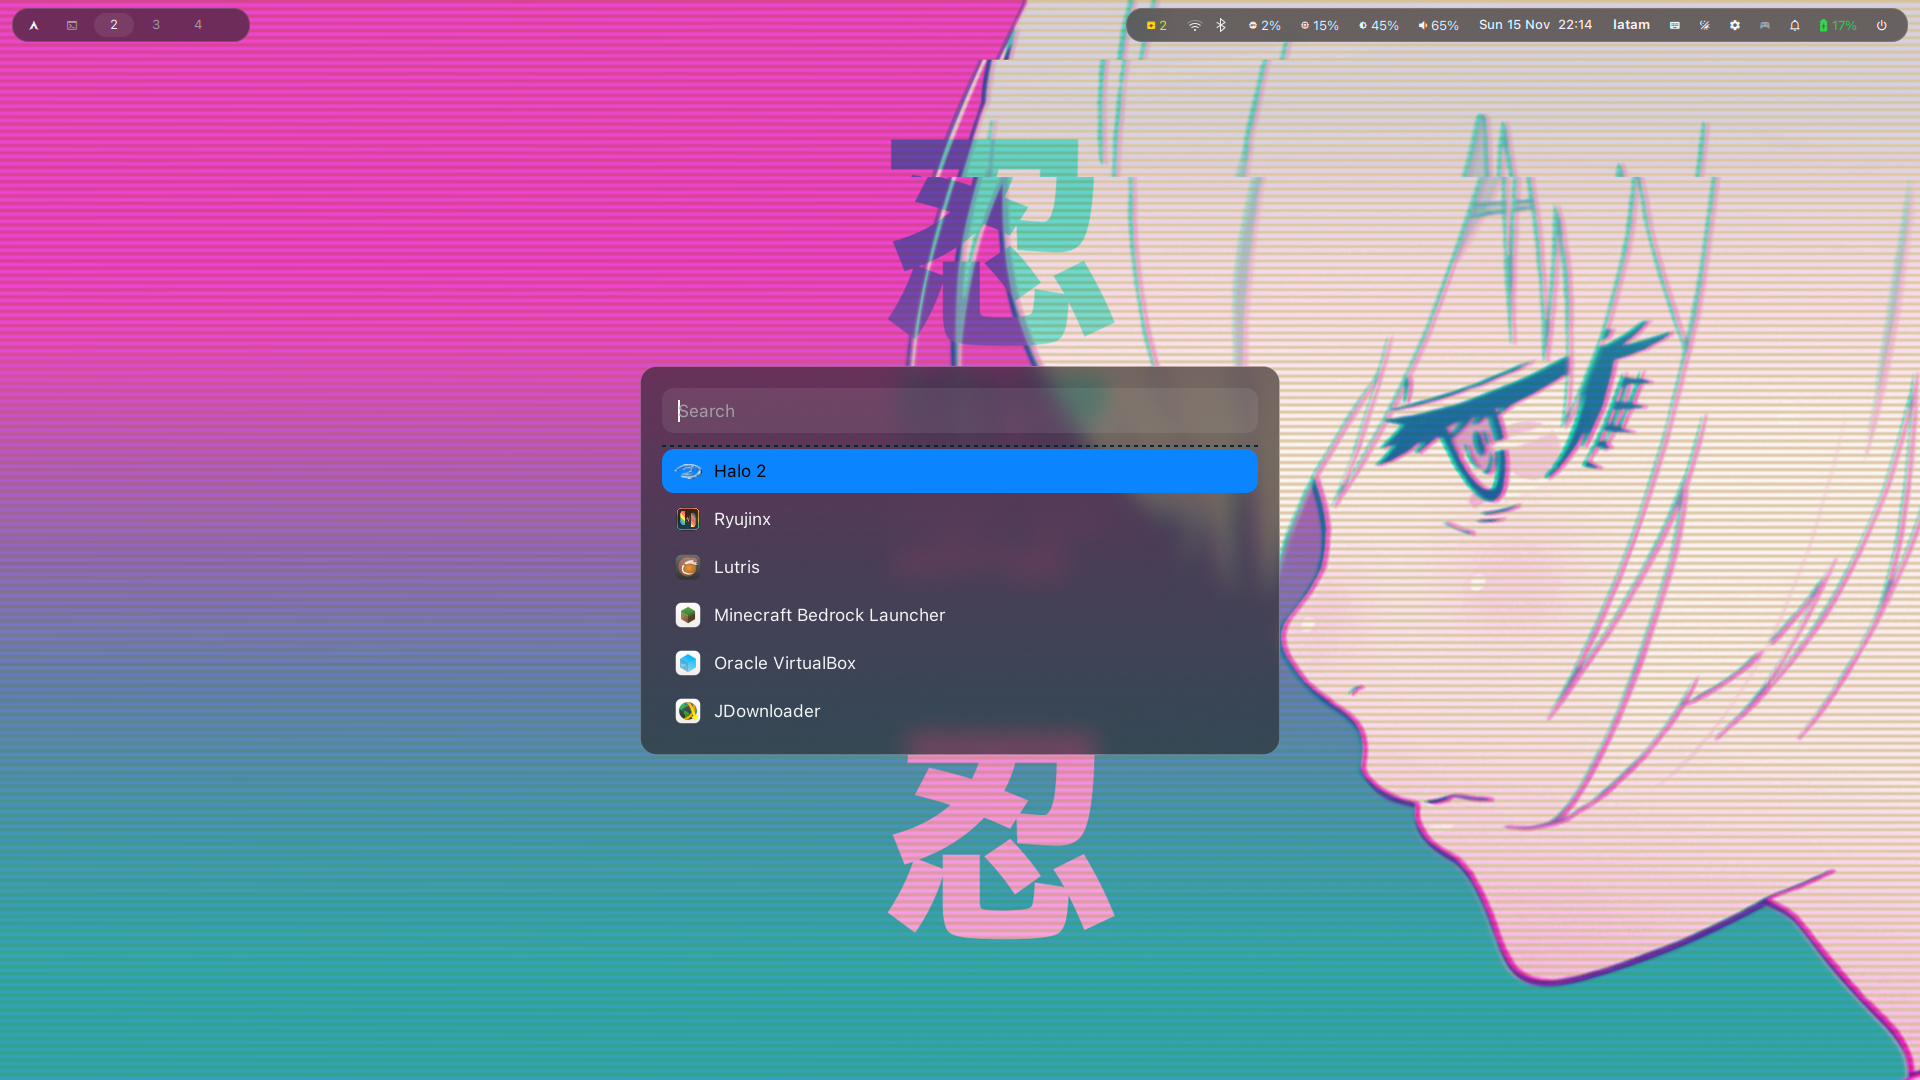 2 3 4
2 2% 15% 45% 65% Sun 15 Nov 22:14 latam 17%
忍
Search
Halo 2
Ryujinx
Lutris
Minecraft Bedrock Launcher
Oracle VirtualBox
JDownloader
忍